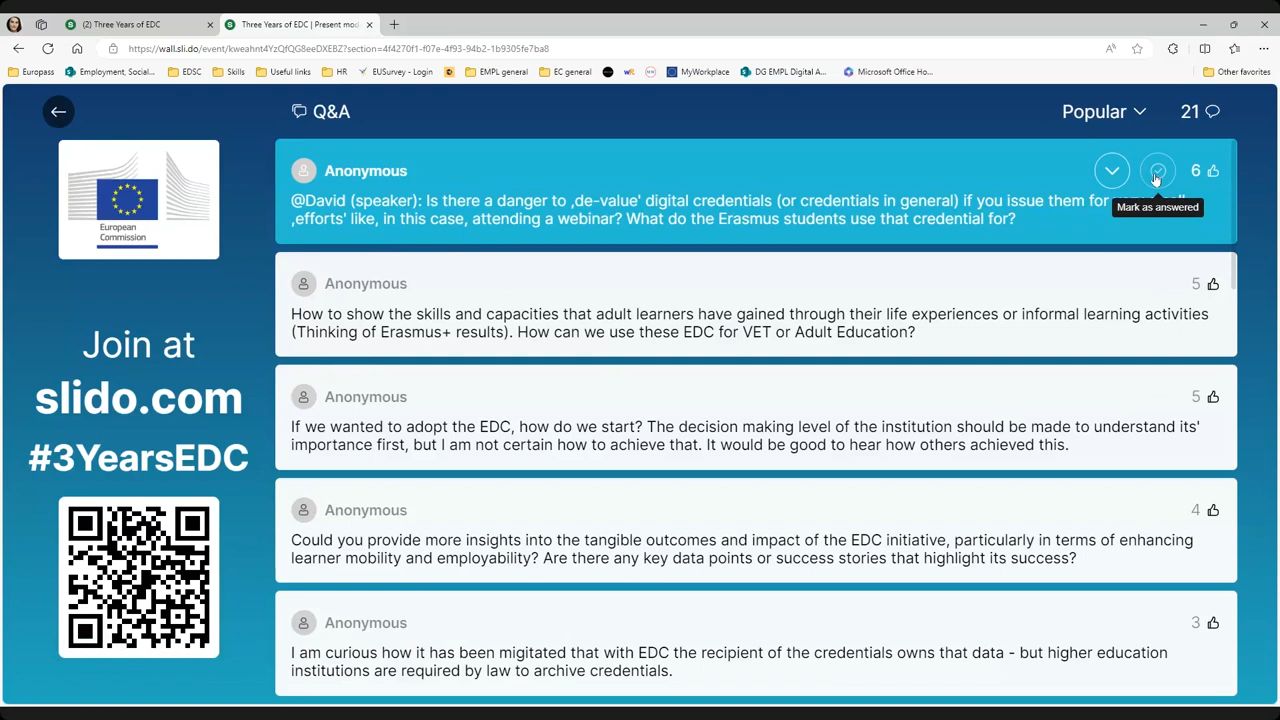 (2) Three Years of EDC
Three Years of EDC | Present mod
https://wall.sli.do/event/kweahnt4YzQfQG8eeDXEBZ?section=4f4270f1-f07e-4f93-94b2-1b9305fe7ba8
Europass
Employment, Social...
EDSC
Skills
Useful links
HR
EUSurvey - Login
EMPL general
EC general
MyWorkplace
DG EMPL Digital A...
Microsoft Office Ho...
Other favorites
Q&A
Popular
21
European
Commission
Join at
slido.com
#3YearsEDC
Anonymous
6
@David (speaker): Is there a danger to ‚de-value' digital credentials (or credentials in general) if you issue them for
Mark as answered
‚efforts' like, in this case, attending a webinar? What do the Erasmus students use that credential for?
Anonymous
5
How to show the skills and capacities that adult learners have gained through their life experiences or informal learning activities
(Thinking of Erasmus+ results). How can we use these EDC for VET or Adult Education?
Anonymous
5
If we wanted to adopt the EDC, how do we start? The decision making level of the institution should be made to understand its'
importance first, but I am not certain how to achieve that. It would be good to hear how others achieved this.
Anonymous
4
Could you provide more insights into the tangible outcomes and impact of the EDC initiative, particularly in terms of enhancing
learner mobility and employability? Are there any key data points or success stories that highlight its success?
Anonymous
3
I am curious how it has been migitated that with EDC the recipient of the credentials owns that data - but higher education
institutions are required by law to archive credentials.